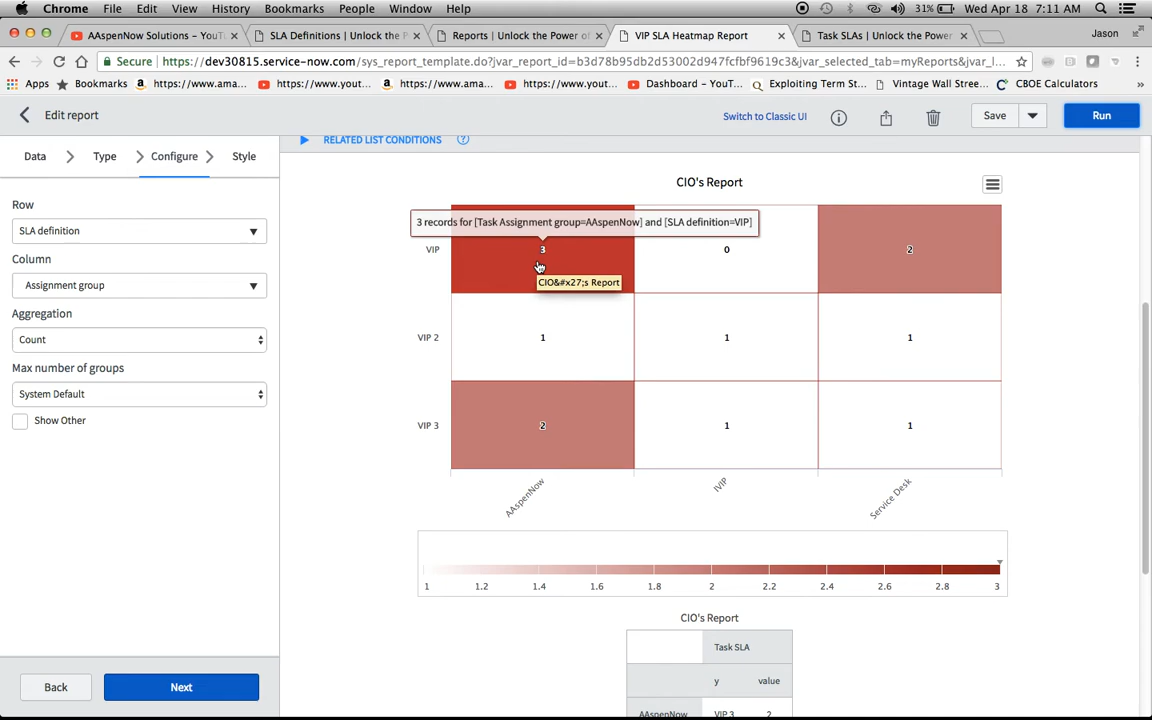 Chrome File Edit View History Bookmarks People Window Help 31% Wed Apr 18 7:11 AM
AAspenNow Solutions – YouTu
SLA Definitions | Unlock the P
Reports | Unlock the Power of
VIP SLA Heatmap Report
Task SLAs | Unlock the Power
Jason
Secure https://dev30815.service-now.com/sys_report_template.do?jvar_report_id=b3d78b95db2d53002d947fcfbf9619c3&jvar_selected_tab=myReports&jvar_l...
Apps Bookmarks https://www.ama... https://www.yout... https://www.ama... https://www.yout... Dashboard – YouT... Exploiting Term St... Vintage Wall Stree... CBOE Calculators »
Edit report
Switch to Classic UI
Save
Run
Data Type Configure Style
RELATED LIST CONDITIONS ?
Row
SLA definition
Column
Assignment group
Aggregation
Count
Max number of groups
System Default
Show Other
Back
Next
CIO's Report
3 records for [Task Assignment group=AAspenNow] and [SLA definition=VIP]
VIP 3 0 2
CIO&#x27;s Report
VIP 2 1 1 1
VIP 3 2 1 1
AAspenNow IVIP Service Desk
1 1.2 1.4 1.6 1.8 2 2.2 2.4 2.6 2.8 3
CIO's Report
Task SLA
y value
AAspenNow VIP 3 2